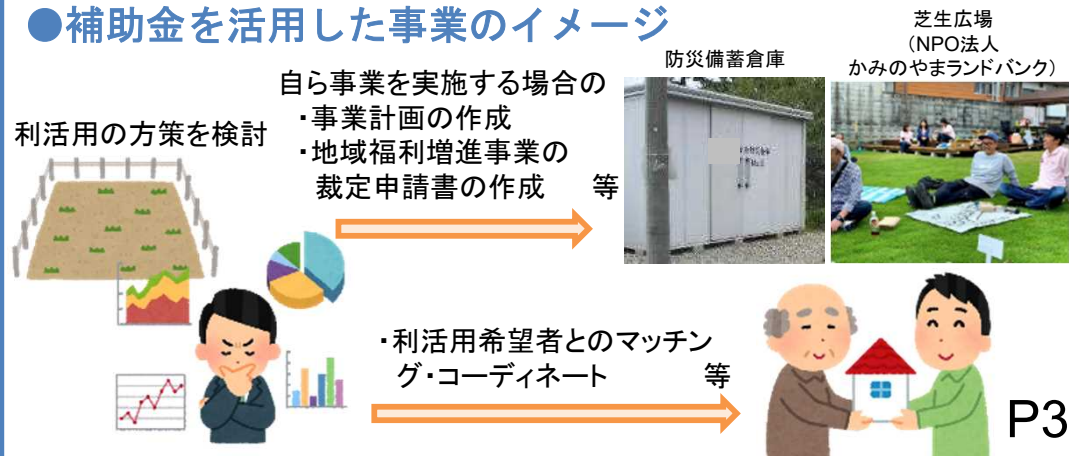 ●補助金を活用した事業のイメージ
利活用の方策を検討
自ら事業を実施する場合の
・事業計画の作成
・地域福利増進事業の
裁定申請書の作成　等
防災備蓄倉庫
芝生広場
(NPO法人
かみのやまランドバンク)
・利活用希望者とのマッチン
グ・コーディネート　等
P3